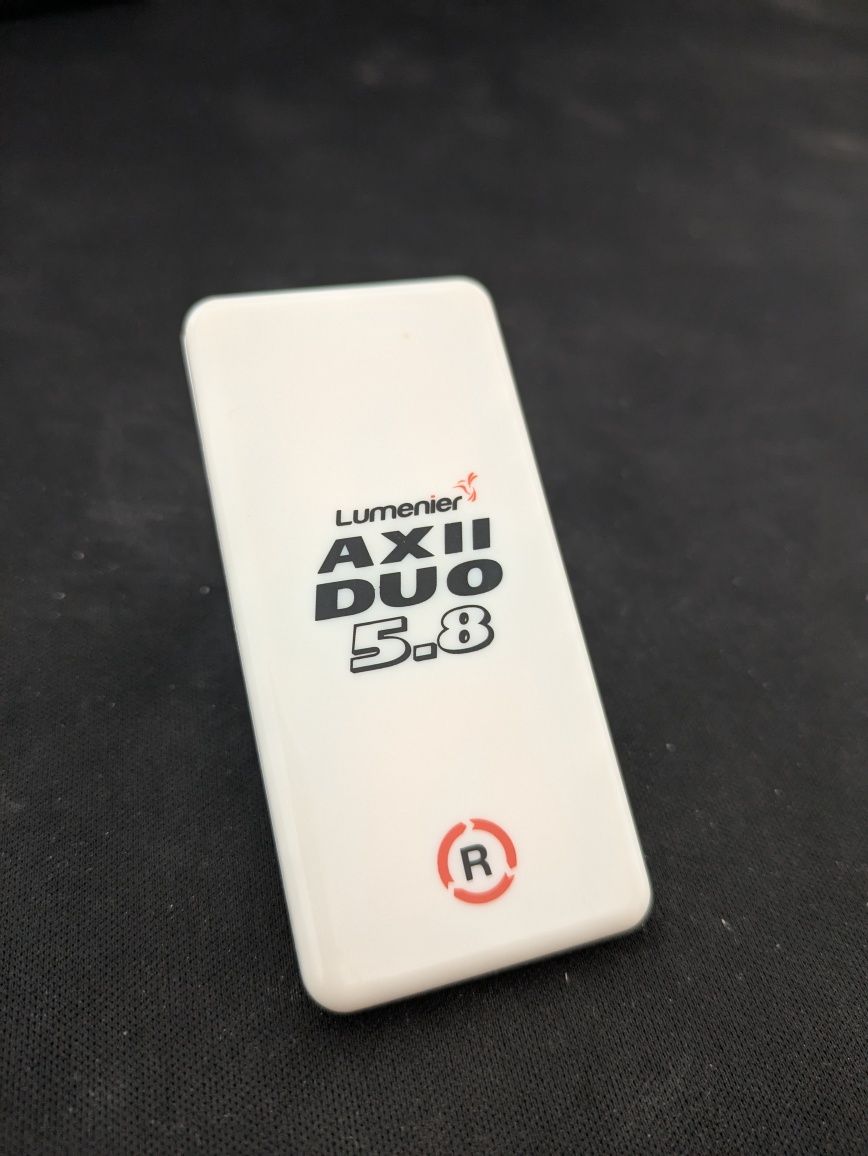 Lumenier
AXII
DUO
5.8
R